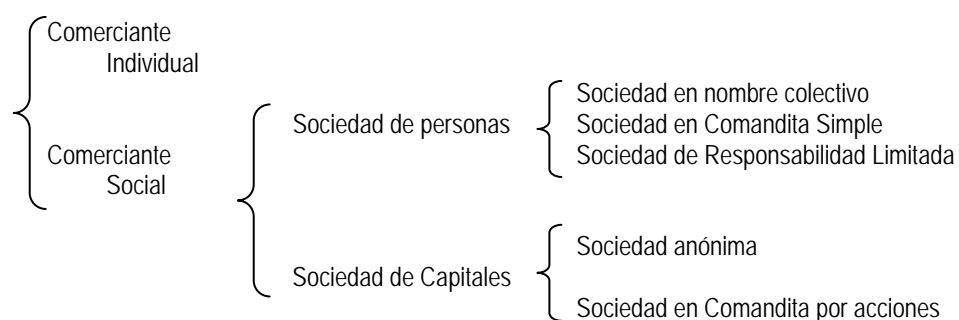 Comerciante
Individual
Comerciante
Social
Sociedad de personas
Sociedad en nombre colectivo
Sociedad en Comandita Simple
Sociedad de Responsabilidad Limitada
Sociedad de Capitales
Sociedad anónima
Sociedad en Comandita por acciones